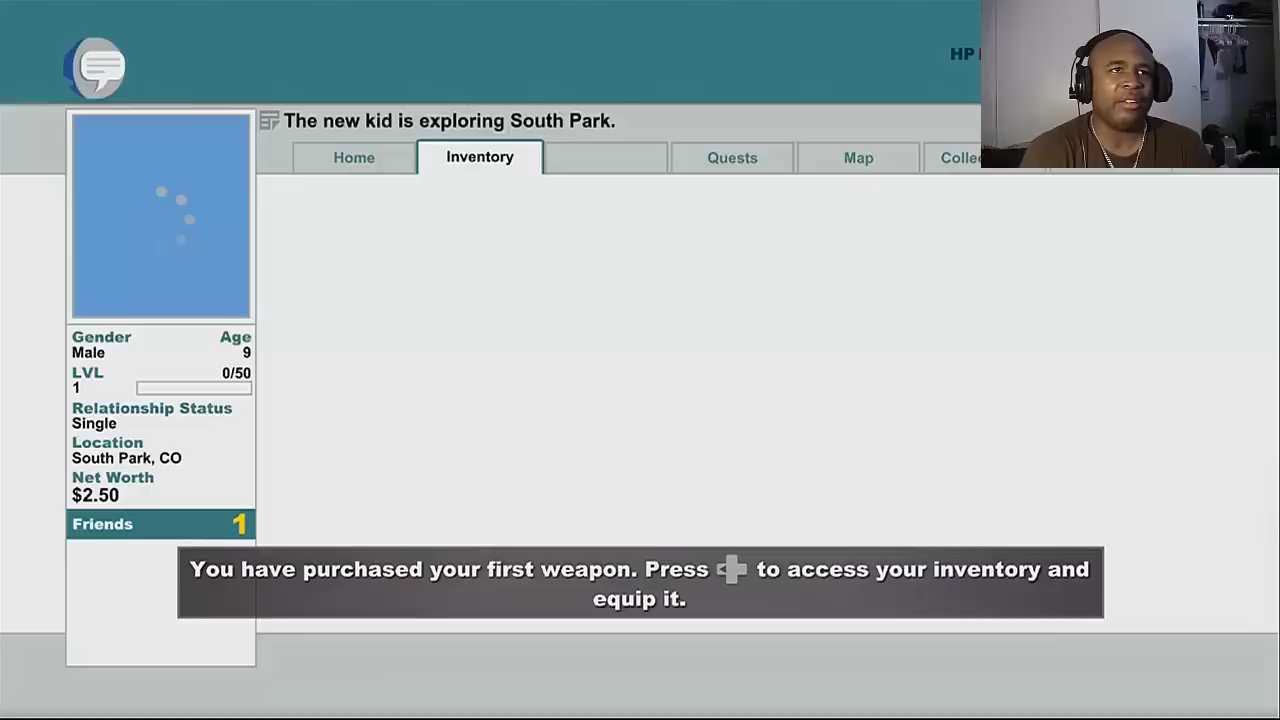 HP
The new kid is exploring South Park.
Home
Inventory
Quests
Map
Colle
Gender Age
Male 9
LVL 0/50
1
Relationship Status
Single
Location
South Park, CO
Net Worth
$2.50
Friends 1
You have purchased your first weapon. Press to access your inventory and
equip it.